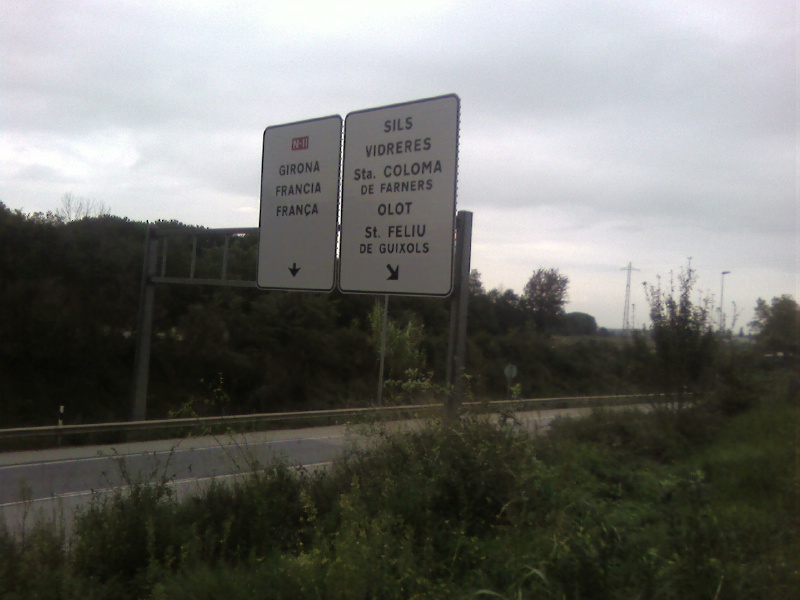 N-II
GIRONA
FRANCIA
FRANÇA
SILS
VIDRERES
Sta. COLOMA
DE FARNERS
OLOT
St. FELIU
DE GUIXOLS